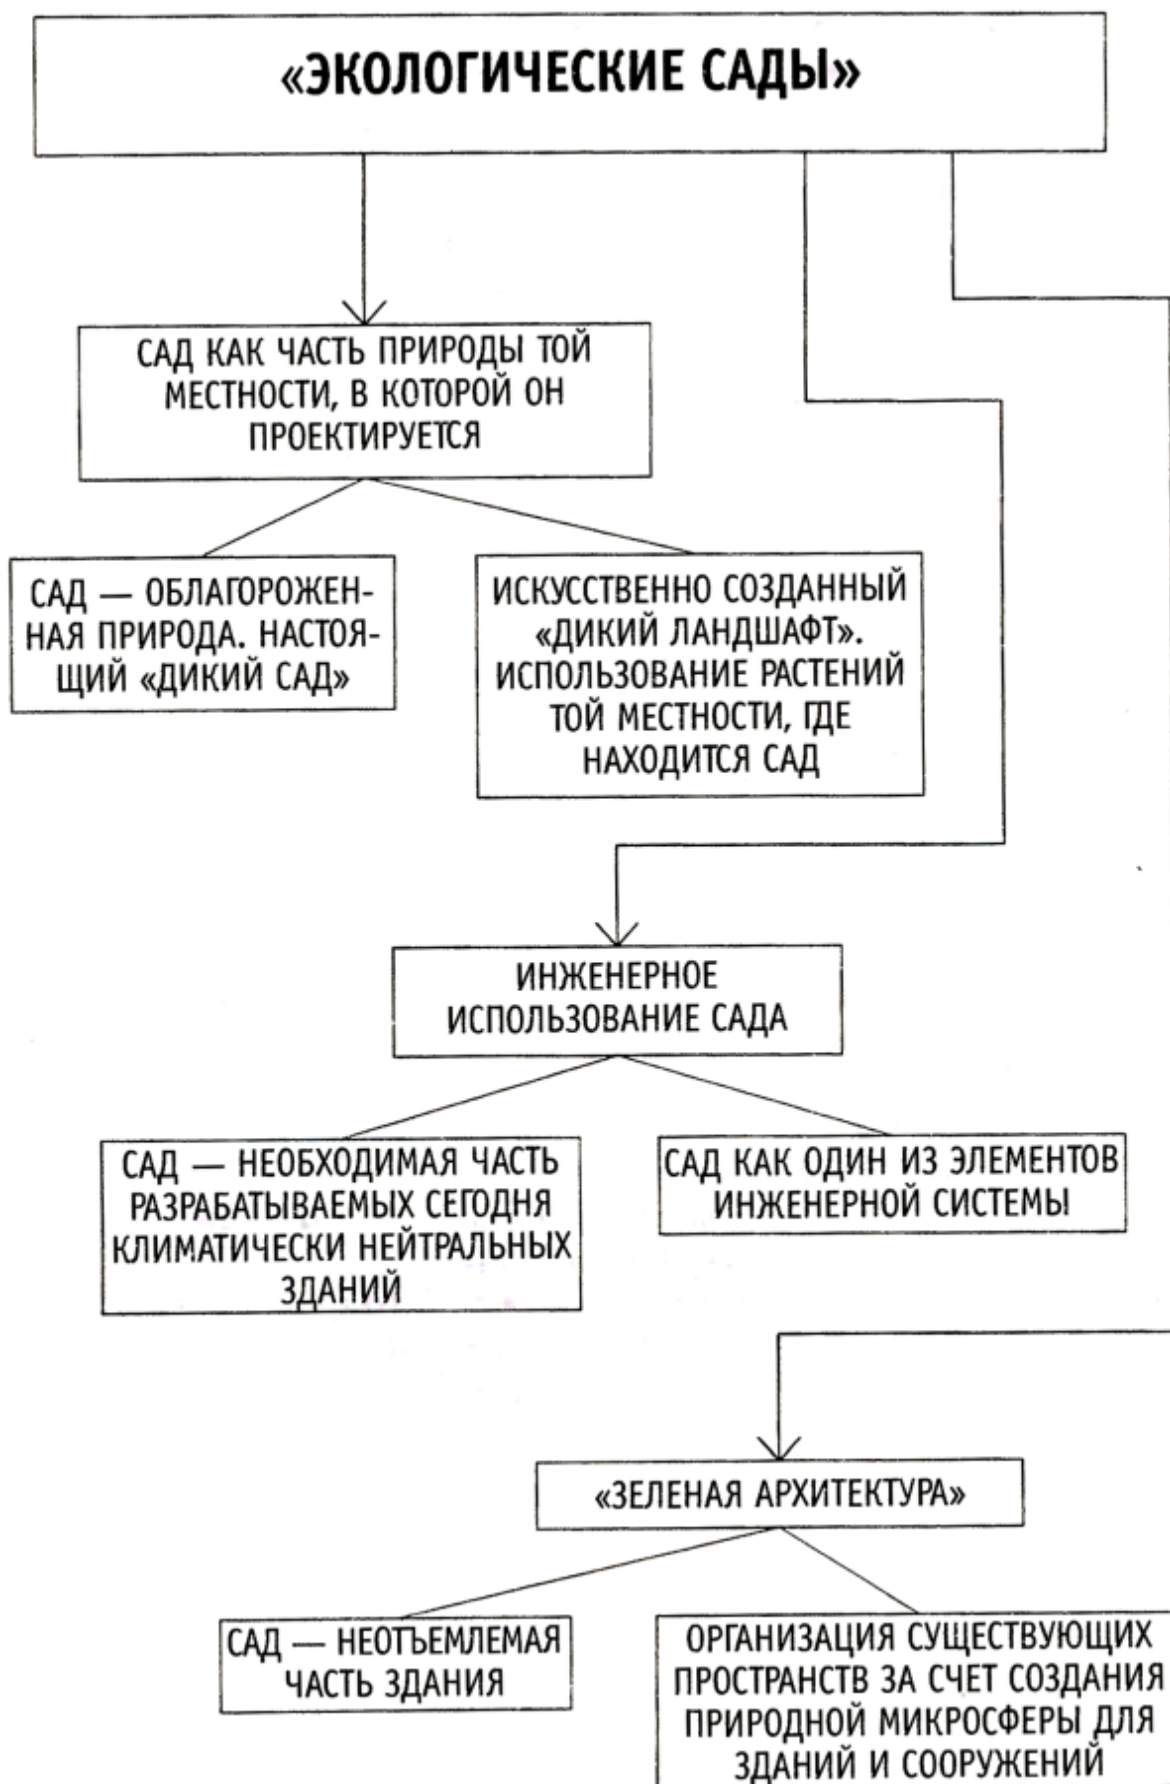 «ЭКОЛОГИЧЕСКИЕ САДЫ»
САД КАК ЧАСТЬ ПРИРОДЫ ТОЙ
МЕСТНОСТИ, В КОТОРОЙ ОН
ПРОЕКТИРУЕТСЯ
САД — ОБЛАГОРОЖЕН-
НАЯ ПРИРОДА. НАСТОЯ-
ЩИЙ «ДИКИЙ САД»
ИСКУССТВЕННО СОЗДАННЫЙ
«ДИКИЙ ЛАНДШАФТ».
ИСПОЛЬЗОВАНИЕ РАСТЕНИЙ
ТОЙ МЕСТНОСТИ, ГДЕ
НАХОДИТСЯ САД
ИНЖЕНЕРНОЕ
ИСПОЛЬЗОВАНИЕ САДА
САД — НЕОБХОДИМАЯ ЧАСТЬ
РАЗРАБАТЫВАЕМЫХ СЕГОДНЯ
КЛИМАТИЧЕСКИ НЕЙТРАЛЬНЫХ
ЗДАНИЙ
САД КАК ОДИН ИЗ ЭЛЕМЕНТОВ
ИНЖЕНЕРНОЙ СИСТЕМЫ
«ЗЕЛЕНАЯ АРХИТЕКТУРА»
САД — НЕОТЪЕМЛЕМАЯ
ЧАСТЬ ЗДАНИЯ
ОРГАНИЗАЦИЯ СУЩЕСТВУЮЩИХ
ПРОСТРАНСТВ ЗА СЧЕТ СОЗДАНИЯ
ПРИРОДНОЙ МИКРОСФЕРЫ ДЛЯ
ЗДАНИЙ И СООРУЖЕНИЙ